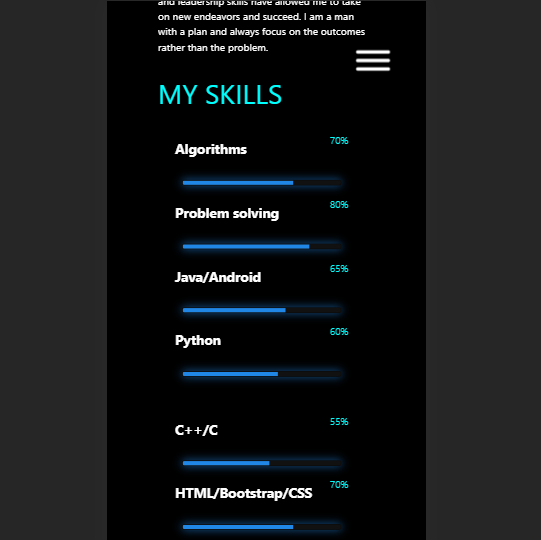 and leadership skills have allowed me to take
on new endeavors and succeed. I am a man
with a plan and always focus on the outcomes
rather than the problem.
MY SKILLS
70%
Algorithms
80%
Problem solving
65%
Java/Android
60%
Python
55%
C++/C
70%
HTML/Bootstrap/CSS